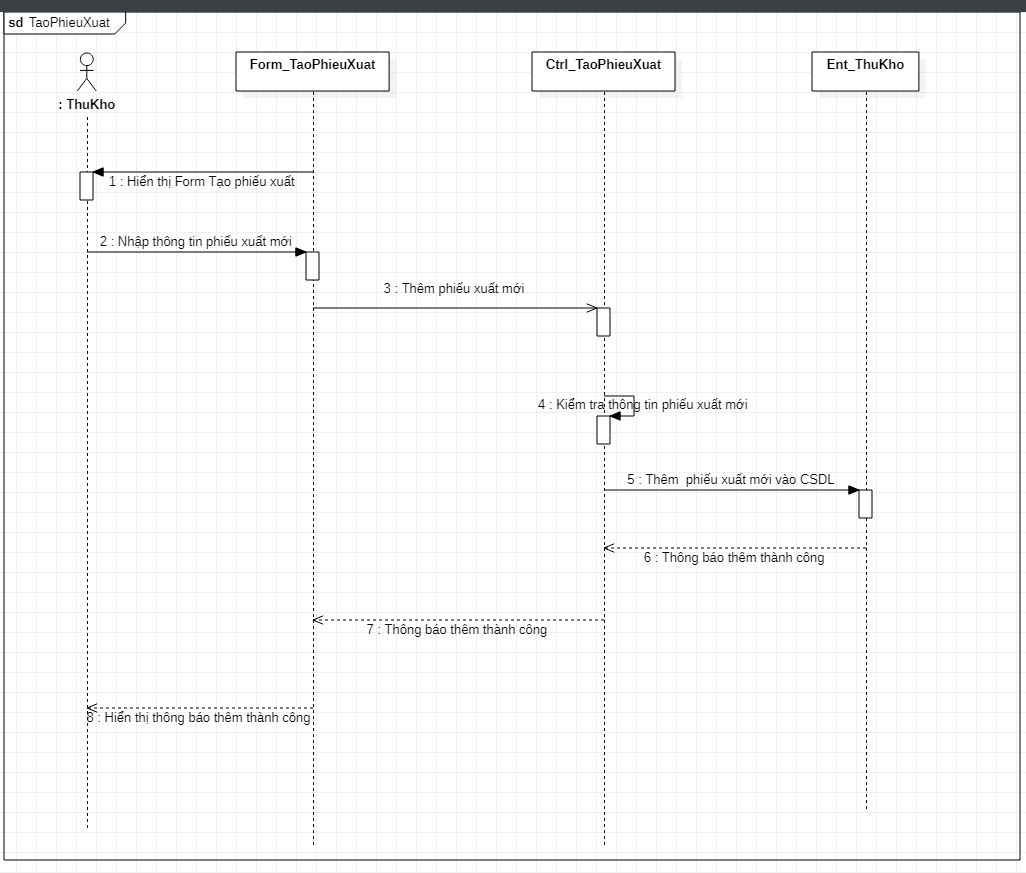 sd TaoPhieuXuat
Form_TaoPhieuXuat
Ctrl_TaoPhieuXuat
Ent_ThuKho
: ThuKho
1 : Hiển thị Form Tạo phiếu xuất
2 : Nhập thông tin phiếu xuất mới
3 : Thêm phiếu xuất mới
4 : Kiểm tra thông tin phiếu xuất mới
5 : Thêm  phiếu xuất mới vào CSDL
6 : Thông báo thêm thành công
7 : Thông báo thêm thành công
8 : Hiển thị thông báo thêm thành công